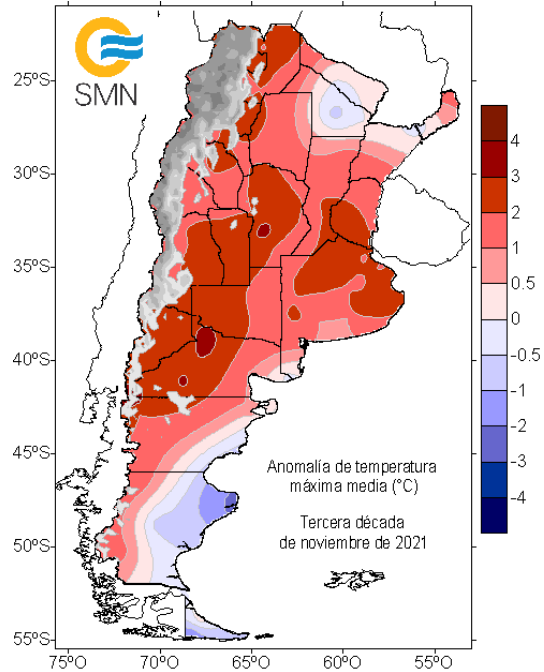 SMN
25ºS
30ºS
35ºS
40ºS
45ºS
50ºS
55ºS
75ºO
70ºO
65ºO
60ºO
55ºO
4
3
2
1
0.5
0
-0.5
-1
-2
-3
-4
Anomalía de temperatura
máxima media (°C)
Tercera década
de noviembre de 2021